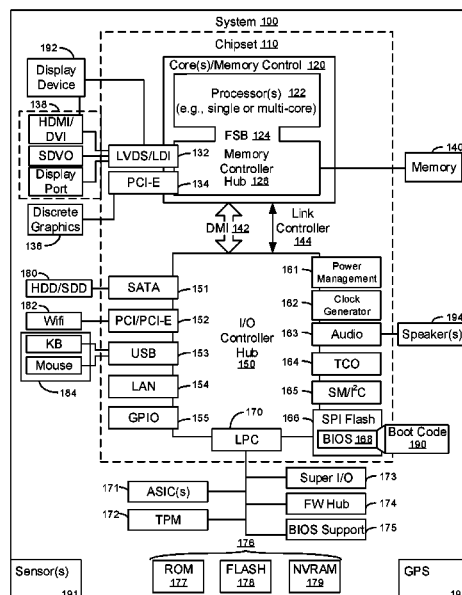 System 100
Chipset 110
192
Display Device
Core(s)/Memory Control 120
Processor(s) 122
(e.g., single or multi-core)
138
HDMI/DVI
SDVO
Display Port
FSB 124
LVDS/LDI 132
PCI-E 134
Memory Controller Hub 126
140
Memory
Discrete Graphics
136
DMI 142
Link Controller 144
180
HDD/SDD
SATA 151
182
Wifi
PCI/PCI-E 152
KB
Mouse
184
USB 153
LAN 154
GPIO 155
I/O Controller Hub 150
161 Power Management
162 Clock Generator
163 Audio
194
Speaker(s)
164 TCO
165 SM/I²C
166 SPI Flash
BIOS 168
Boot Code 190
170
LPC
171 ASIC(s)
172 TPM
Super I/O 173
FW Hub 174
BIOS Support 175
176
ROM 177
FLASH 178
NVRAM 179
Sensor(s)
191
GPS